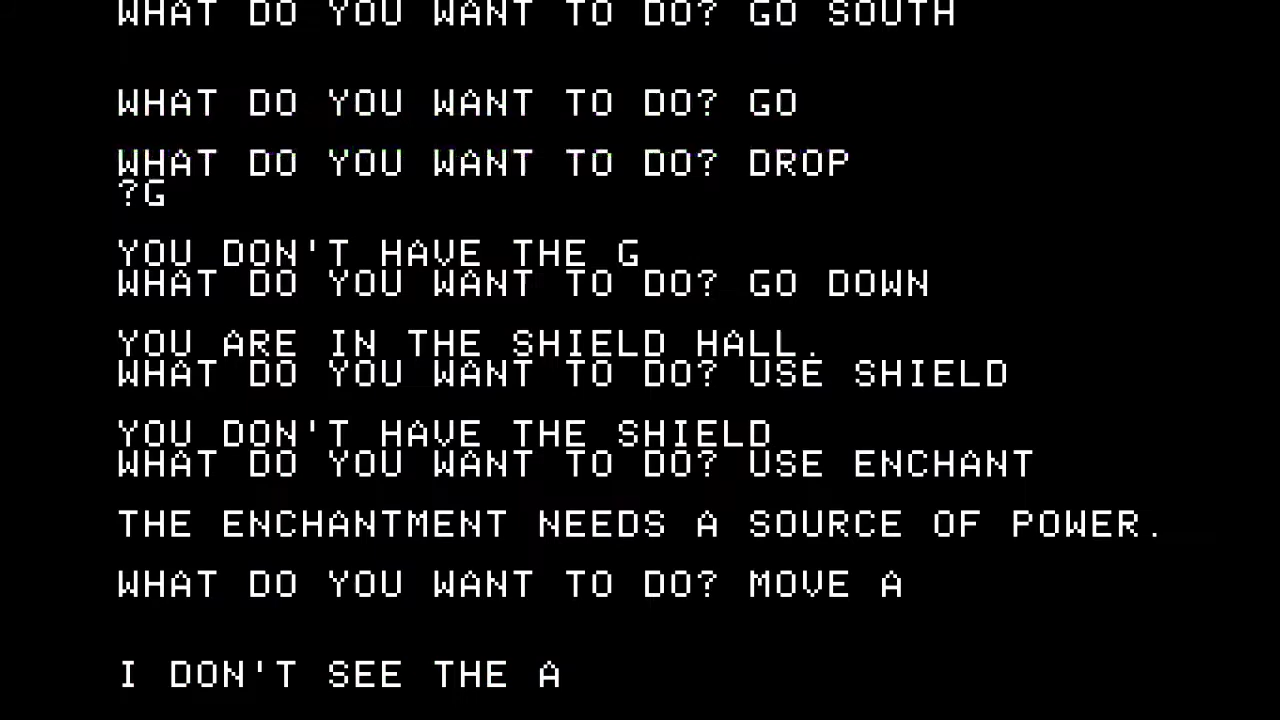 WHAT DO YOU WANT TO DO? GO SOUTH
WHAT DO YOU WANT TO DO? GO
WHAT DO YOU WANT TO DO? DROP
?G
YOU DON'T HAVE THE G
WHAT DO YOU WANT TO DO? GO DOWN
YOU ARE IN THE SHIELD HALL.
WHAT DO YOU WANT TO DO? USE SHIELD
YOU DON'T HAVE THE SHIELD
WHAT DO YOU WANT TO DO? USE ENCHANT
THE ENCHANTMENT NEEDS A SOURCE OF POWER.
WHAT DO YOU WANT TO DO? MOVE A
I DON'T SEE THE A